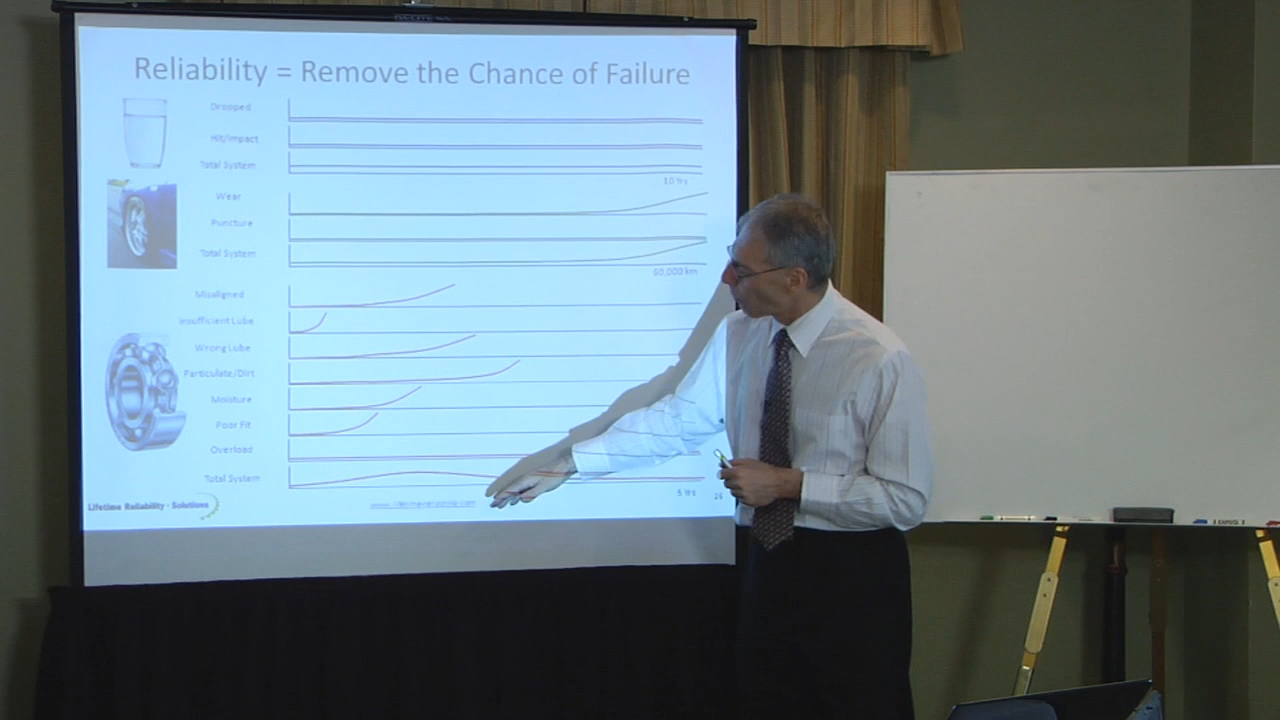 Reliability = Remove the Chance of Failure
Dropped
Hit/Impact
Total System
10 Yrs
Wear
Puncture
Total System
60,000 km
Misaligned
Insufficient Lube
Wrong Lube
Particulate/Dirt
Moisture
Poor Fit
Overload
Total System
5 Yrs
26
Lifetime Reliability - Solutions